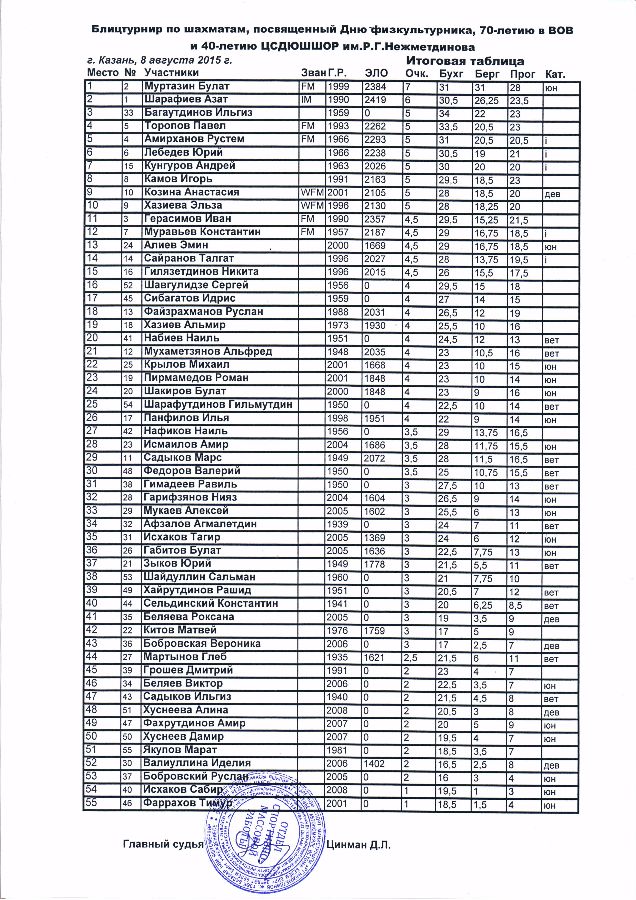 Блицтурнир по шахматам, посвященный Дню физкультурника, 70-летию в ВОВ
и 40-летию ЦСДЮШШОР им.Р.Г.Нежметдинова
г. Казань, 8 августа 2015 г. Итоговая таблица
Место № Участники Зван Г.Р. ЭЛО Очк. Бухг Берг Прог Кат.
1 2 Муртазин Булат FM 1999 2384 7 31 31 28 юн
2 1 Шарафиев Азат IM 1990 2419 6 30,5 26,25 23,5
3 33 Багаутдинов Ильгиз 1959 0 5 34 22 23
4 5 Торопов Павел FM 1993 2262 5 33,5 20,5 23
5 4 Амирханов Рустем FM 1966 2293 5 31 20,5 20,5 i
6 6 Лебедев Юрий 1966 2238 5 30,5 19 21 i
7 15 Кунгуров Андрей 1963 2026 5 30 20 20 i
8 8 Камов Игорь 1991 2163 5 29,5 18,5 23
9 10 Козина Анастасия WFM 2001 2105 5 28 18,5 20 дев
10 9 Хазиева Эльза WFM 1996 2130 5 28 18,25 20
11 3 Герасимов Иван FM 1990 2357 4,5 29,5 15,25 21,5
12 7 Муравьев Константин FM 1957 2187 4,5 29 16,75 18,5 i
13 24 Алиев Эмин 2000 1669 4,5 29 16,75 18,5 юн
14 14 Сайранов Талгат 1996 2027 4,5 28 13,75 19,5 i
15 16 Гилязетдинов Никита 1996 2015 4,5 26 15,5 17,5
16 52 Шавгулидзе Сергей 1956 0 4 29,5 15 18
17 45 Сибагатов Идрис 1959 0 4 27 14 15
18 13 Файзрахманов Руслан 1988 2031 4 26,5 12 19
19 18 Хазиев Альмир 1973 1930 4 25,5 10 16
20 41 Набиев Наиль 1951 0 4 24,5 12 13 вет
21 12 Мухаметзянов Альфред 1948 2035 4 23 10,5 16 вет
22 25 Крылов Михаил 2001 1668 4 23 10 15 юн
23 19 Пирмамедов Роман 2001 1848 4 23 10 14 юн
24 20 Шакиров Булат 2000 1848 4 23 9 16 юн
25 54 Шарафутдинов Гильмутдин 1950 0 4 22,5 10 14 вет
26 17 Панфилов Илья 1998 1951 4 22 9 14 юн
27 42 Нафиков Наиль 1956 0 3,5 29 13,75 16,5
28 23 Исмаилов Амир 2004 1686 3,5 28 11,75 15,5 юн
29 11 Садыков Марс 1949 2072 3,5 28 11,5 16,5 вет
30 48 Федоров Валерий 1950 0 3,5 25 10,75 15,5 вет
31 38 Гимадеев Равиль 1950 0 3 27,5 10 13 вет
32 28 Гарифзянов Нияз 2004 1604 3 26,5 9 14 юн
33 29 Мукаев Алексей 2005 1602 3 25,5 6 13 юн
34 32 Афзалов Агмалетдин 1939 0 3 24 7 11 вет
35 31 Исхаков Тагир 2005 1369 3 24 6 12 юн
36 26 Габитов Булат 2005 1636 3 22,5 7,75 13 юн
37 21 Зыков Юрий 1949 1778 3 21,5 5,5 11 вет
38 53 Шайдуллин Сальман 1960 0 3 21 7,75 10
39 49 Хайрутдинов Рашид 1951 0 3 20,5 7 12 вет
40 44 Сельдинский Константин 1941 0 3 20 6,25 8,5 вет
41 35 Беляева Роксана 2005 0 3 19 3,5 9 дев
42 22 Китов Матвей 1976 1759 3 17 5 9
43 36 Бобровская Вероника 2006 0 3 17 2,5 7 дев
44 27 Мартынов Глеб 1935 1621 2,5 21,5 6 11 вет
45 39 Грошев Дмитрий 1991 0 2 23 4 7
46 34 Беляев Виктор 2006 0 2 22,5 3,5 7 юн
47 43 Садыков Ильгиз 1940 0 2 21,5 4,5 8 вет
48 51 Хуснеева Алина 2008 0 2 20,5 3 8 дев
49 47 Фахрутдинов Амир 2007 0 2 20 5 9 юн
50 50 Хуснеев Дамир 2007 0 2 19,5 4 7 юн
51 55 Якупов Марат 1981 0 2 18,5 3,5 7
52 30 Валиуллина Иделия 2006 1402 2 16,5 2,5 8 дев
53 37 Бобровский Руслан 2005 0 2 16 3 4 юн
54 40 Исхаков Сабир 2008 0 1 19,5 1 3 юн
55 46 Фаррахов Тимур 2001 0 1 18,5 1,5 4 юн
ОТДЕЛ
Главный судья Цинман Д.Л.